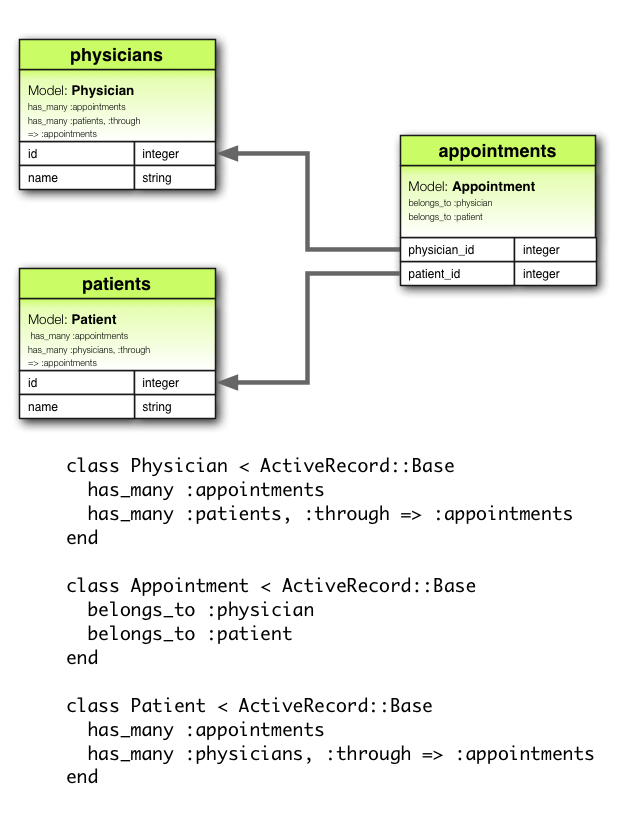 physicians
Model: Physician
has_many :appointments
has_many :patients, :through
=> :appointments
id integer
name string
appointments
Model: Appointment
belongs_to :physician
belongs_to :patient
physician_id integer
patient_id integer
patients
Model: Patient
has_many :appointments
has_many :physicians, :through
=> :appointments
id integer
name string
class Physician < ActiveRecord::Base
  has_many :appointments
  has_many :patients, :through => :appointments
end
class Appointment < ActiveRecord::Base
  belongs_to :physician
  belongs_to :patient
end
class Patient < ActiveRecord::Base
  has_many :appointments
  has_many :physicians, :through => :appointments
end